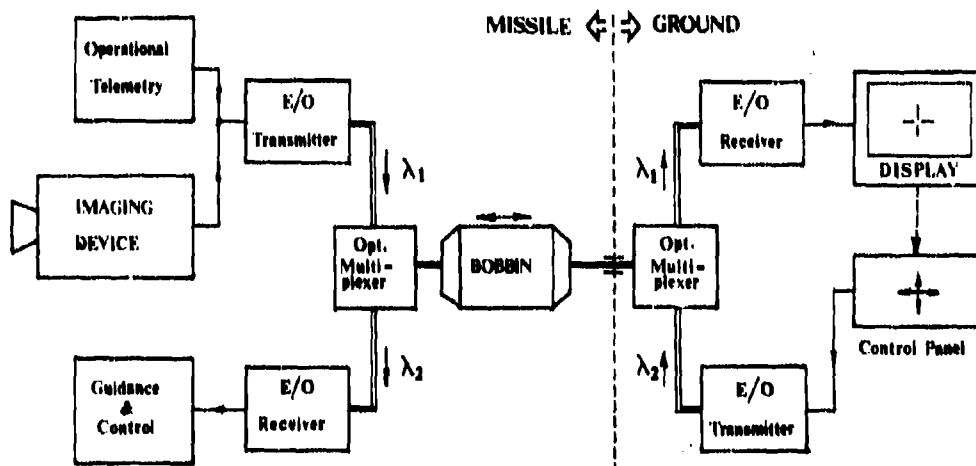 MISSILE
GROUND
Operational
Telemetry
E/O
Transmitter
λ1
IMAGING
DEVICE
Opt.
Multi-
plexer
BOBBIN
λ2
E/O
Receiver
Guidance
&
Control
E/O
Receiver
DISPLAY
λ1
Opt.
Multi-
plexer
Control Panel
λ2
E/O
Transmitter